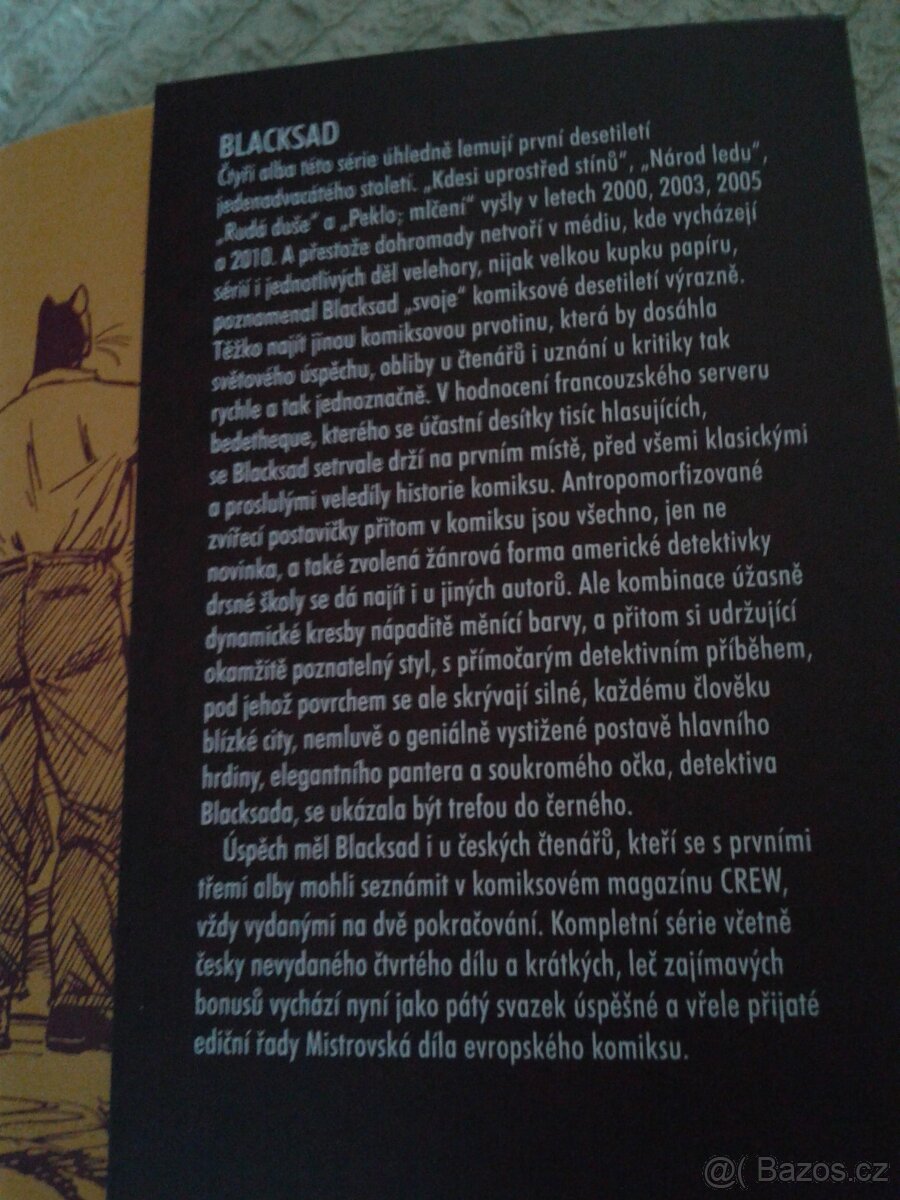 BLACKSAD
Čtyři alba této série úhledně lemují první desetiletí
jedenadvacátého století. „Kdesi uprostřed stínů“, „Národ ledu“,
„Rudá duše“ a „Peklo; mlčení“ vyšly v letech 2000, 2003, 2005
a 2010. A přestože dohromady netvoří v médiu, kde vycházejí
sérií i jednotlivých děl velehory, nijak velkou kupku papíru,
poznamenal Blacksad „svoje“ komiksové desetiletí výrazně.
Těžko najít jinou komiksovou prvotinu, která by dosáhla
světového úspěchu, obliby u čtenářů i uznání u kritiky tak
rychle a tak jednoznačně. V hodnocení francouzského serveru
bedetheque, kterého se účastní desítky tisíc hlasujících,
se Blacksad setrvale drží na prvním místě, před všemi klasickými
a proslulými veledíly historie komiksu. Antropomorfizované
zvířecí postavičky přitom v komiksu jsou všechno, jen ne
novinka, a také zvolená žánrová forma americké detektivky
drsné školy se dá najít i u jiných autorů. Ale kombinace úžasně
dynamické kresby nápaditě měnící barvy, a přitom si udržující
okamžitě poznatelný styl, s přímočarým detektivním příběhem,
pod jehož povrchem se ale skrývají silné, každému člověku
blízké city, nemluvě o geniálně vystižené postavě hlavního
hrdiny, elegantního pantera a soukromého očka, detektiva
Blacksada, se ukázala být trefou do černého.
Úspěch měl Blacksad i u českých čtenářů, kteří se s prvními
třemi alby mohli seznámit v komiksovém magazínu CREW,
vždy vydanými na dvě pokračování. Kompletní série včetně
česky nevydaného čtvrtého dílu a krátkých, leč zajímavých
bonusů vychází nyní jako pátý svazek úspěšné a vřele přijaté
ediční řady Mistrovská díla evropského komiksu.
@( Bazos.cz